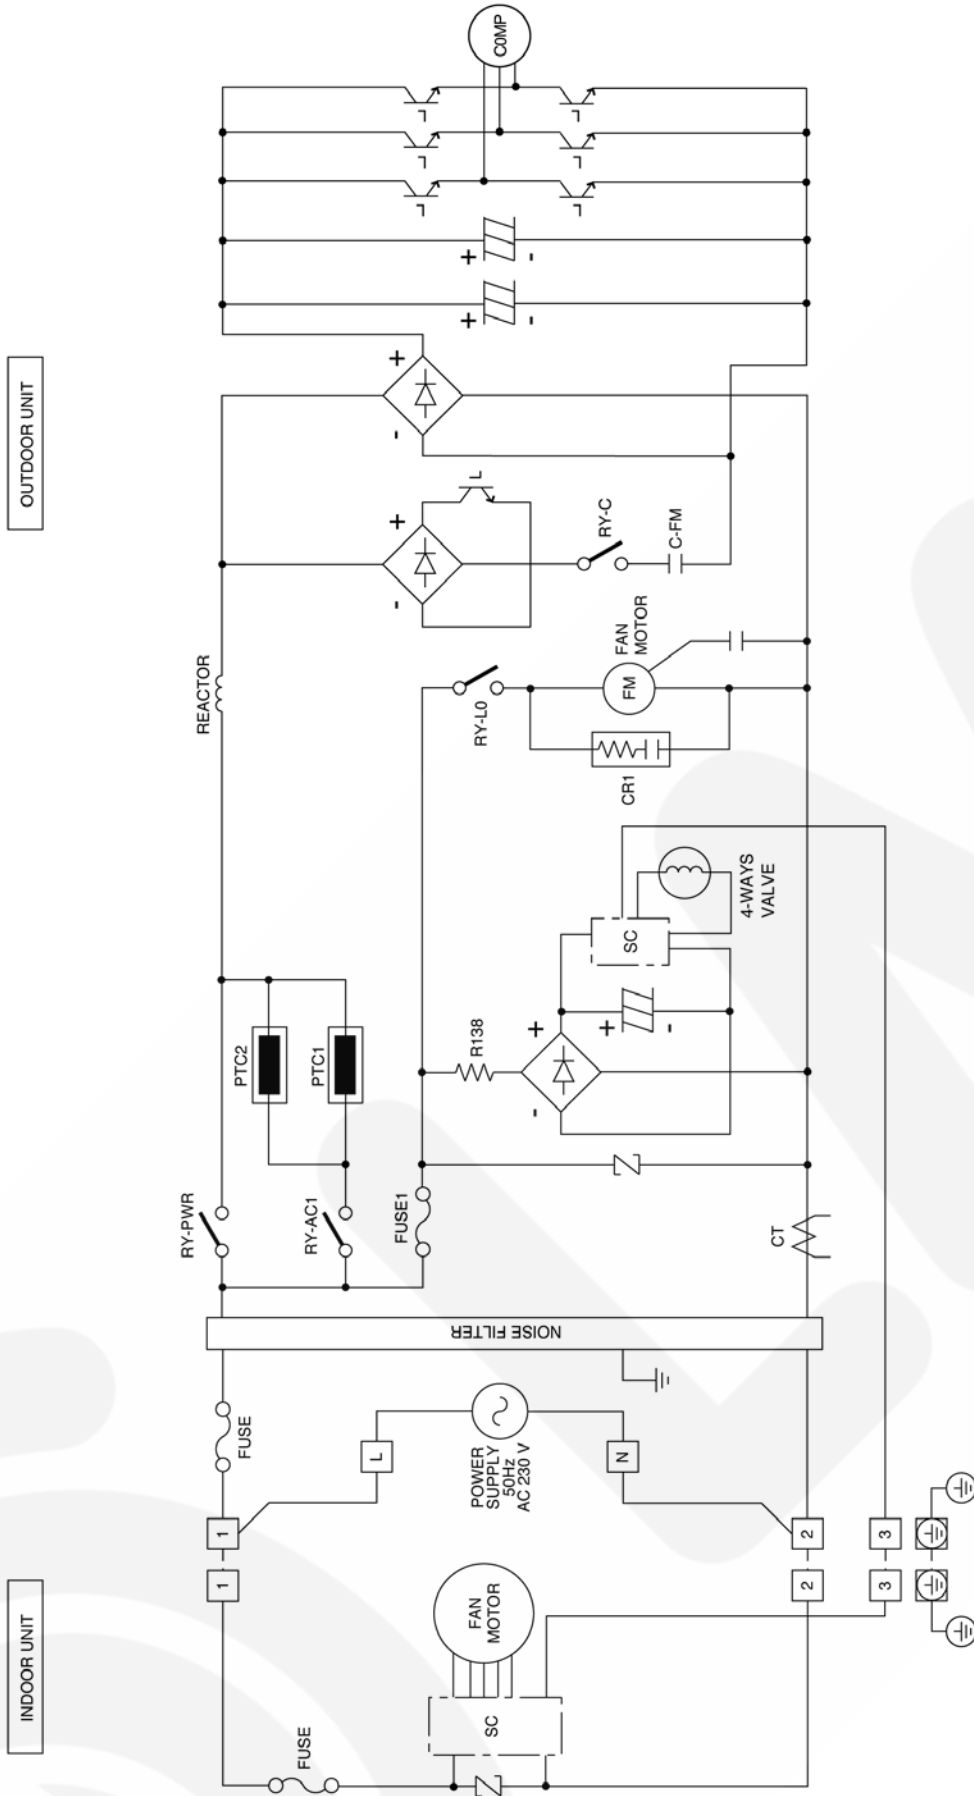 OUTDOOR UNIT
COMP
+
-
+
-
+
-
L
+
-
RY-C
C-FM
REACTOR
FAN
MOTOR
FM
RY-L0
CR1
4-WAYS
VALVE
SC
PTC2
PTC1
R138
+
-
+
-
RY-PWR
RY-AC1
FUSE1
CT
NOISE FILTER
FUSE
L
POWER
SUPPLY
50Hz
AC 230 V
N
1
2
3
INDOOR UNIT
1
2
3
FAN
MOTOR
SC
FUSE